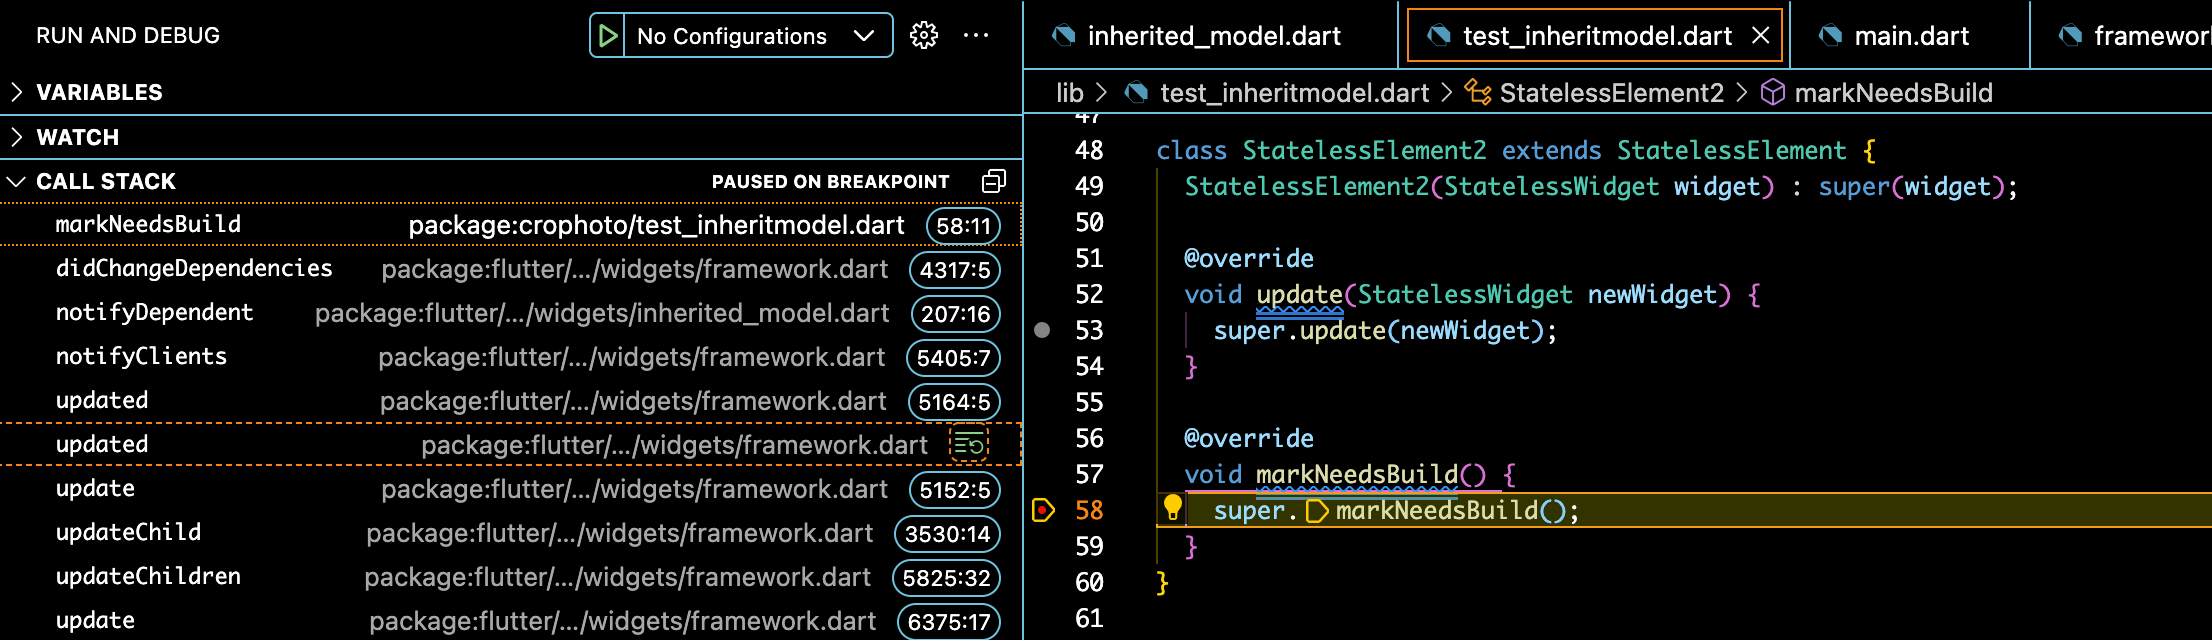 RUN AND DEBUG
No Configurations
VARIABLES
WATCH
CALL STACK
PAUSED ON BREAKPOINT
markNeedsBuild package:crophoto/test_inheritmodel.dart 58:11
didChangeDependencies package:flutter/.../widgets/framework.dart 4317:5
notifyDependent package:flutter/.../widgets/inherited_model.dart 207:16
notifyClients package:flutter/.../widgets/framework.dart 5405:7
updated package:flutter/.../widgets/framework.dart 5164:5
updated package:flutter/.../widgets/framework.dart
update package:flutter/.../widgets/framework.dart 5152:5
updateChild package:flutter/.../widgets/framework.dart 3530:14
updateChildren package:flutter/.../widgets/framework.dart 5825:32
update package:flutter/.../widgets/framework.dart 6375:17
inherited_model.dart test_inheritmodel.dart main.dart framewor
lib > test_inheritmodel.dart > StatelessElement2 > markNeedsBuild
47
48 class StatelessElement2 extends StatelessElement {
49 StatelessElement2(StatelessWidget widget) : super(widget);
50
51 @override
52 void update(StatelessWidget newWidget) {
53 super.update(newWidget);
54 }
55
56 @override
57 void markNeedsBuild() {
58 super.markNeedsBuild();
59 }
60 }
61